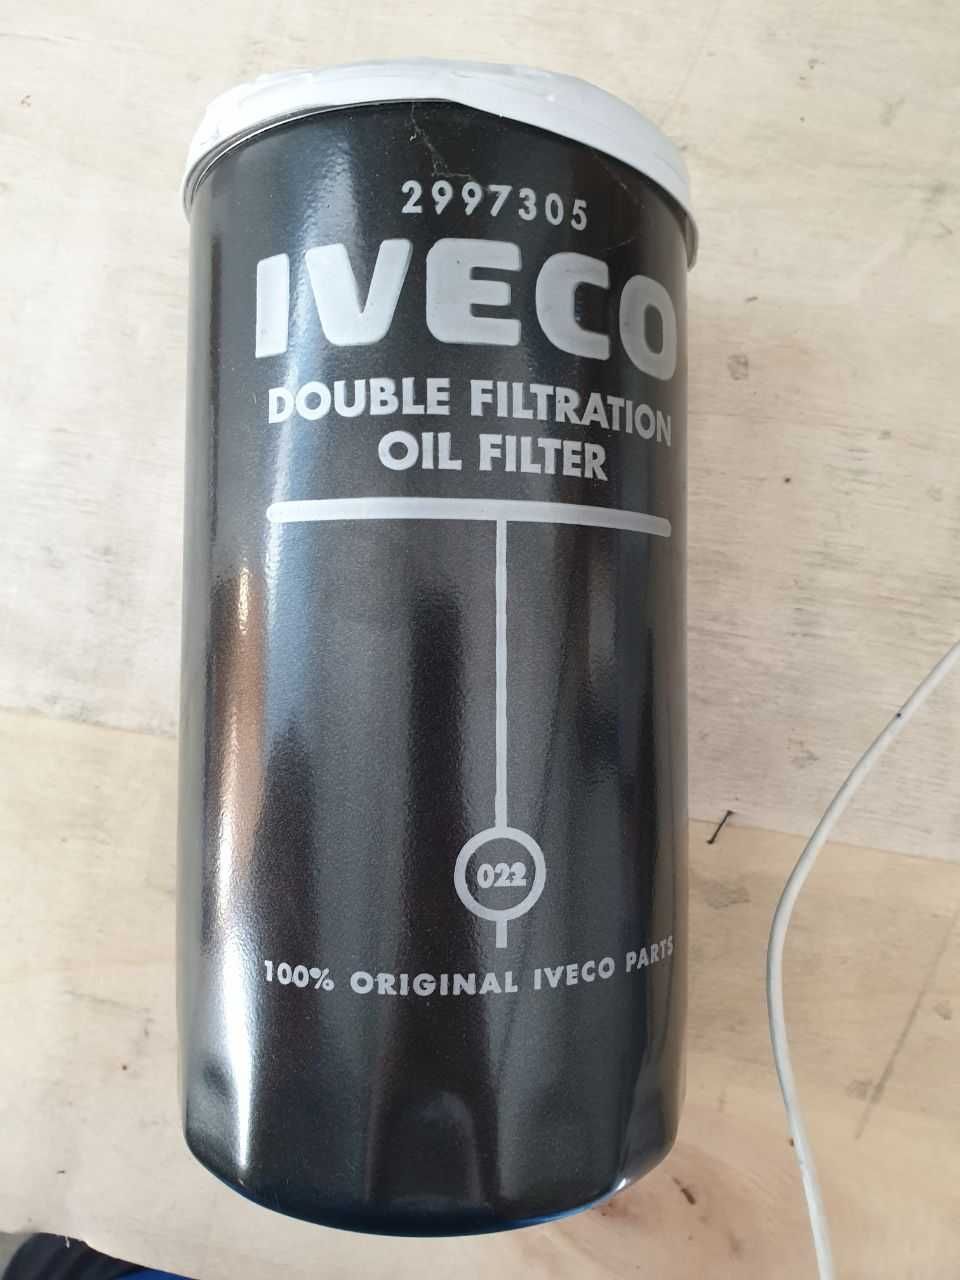 2997305
IVECO
DOUBLE FILTRATION
OIL FILTER
022
100% ORIGINAL IVECO PARTS